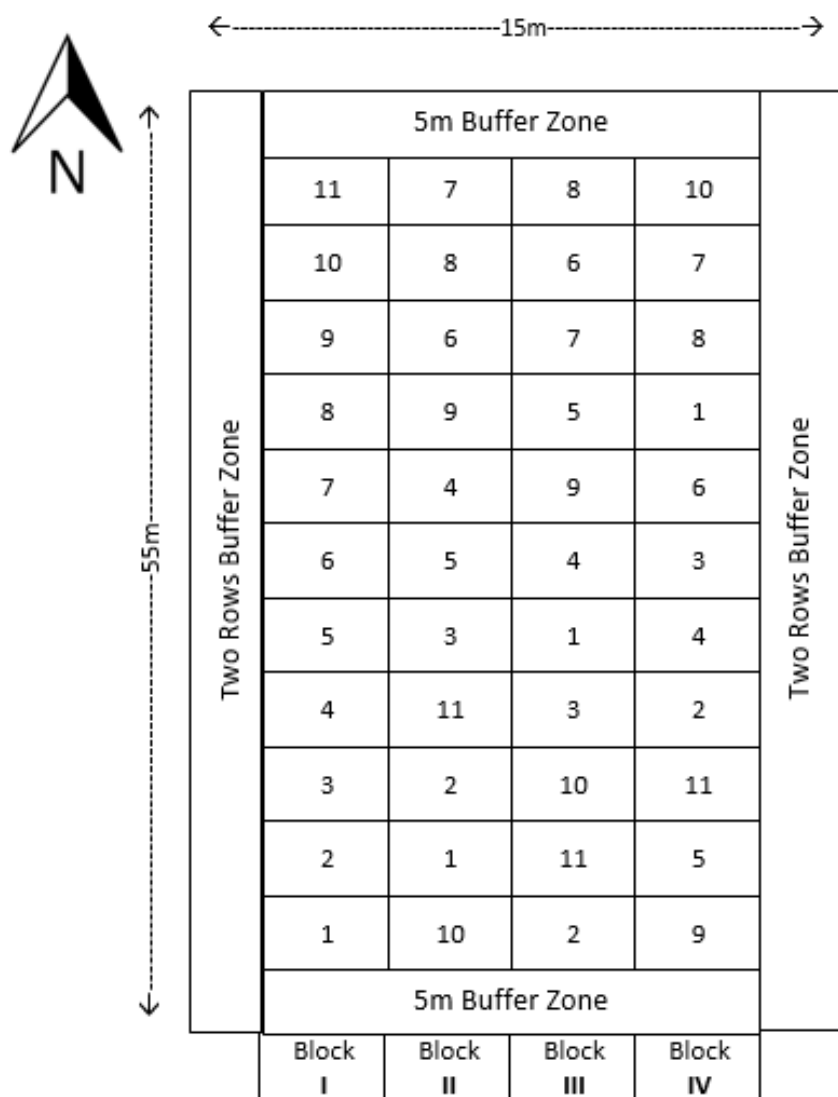 15m
N
5m Buffer Zone
11 7 8 10
10 8 6 7
9 6 7 8
8 9 5 1
7 4 9 6
6 5 4 3
5 3 1 4
4 11 3 2
3 2 10 11
2 1 11 5
1 10 2 9
5m Buffer Zone
Block Block Block Block
I II III IV
55m
Two Rows Buffer Zone
Two Rows Buffer Zone